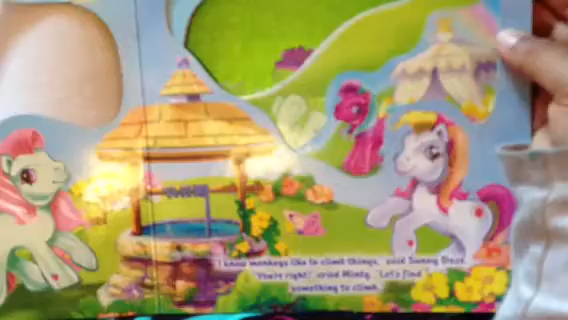 I know monkeys like to climb things, said Sunny Daze.
"You're right!" cried Minty. "Let's find
something to climb.